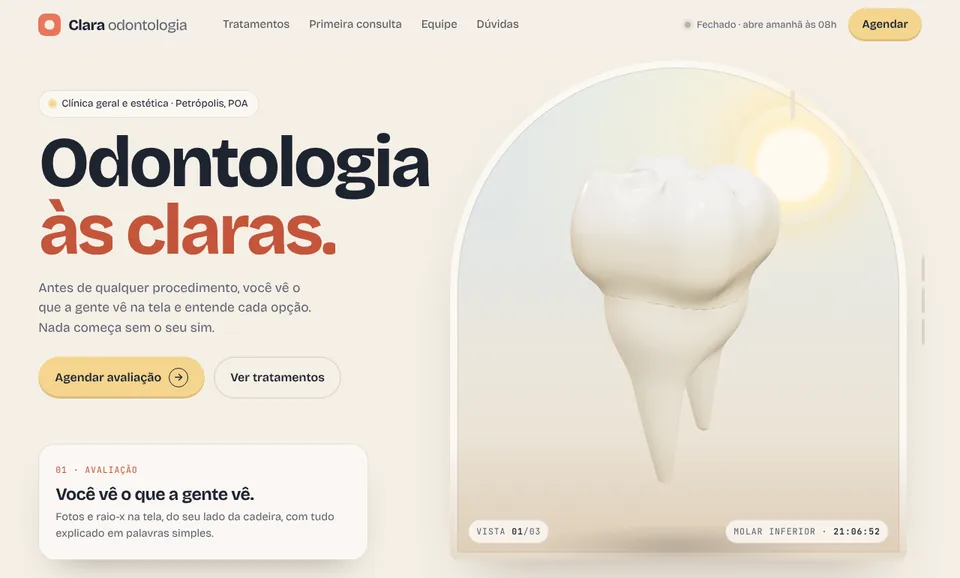 Clara odontologia
Tratamentos
Primeira consulta
Equipe
Dúvidas
Fechado · abre amanhã às 08h
Agendar
Clínica geral e estética · Petrópolis, POA
Odontologia
às claras.
Antes de qualquer procedimento, você vê o
que a gente vê na tela e entende cada opção.
Nada começa sem o seu sim.
Agendar avaliação
Ver tratamentos
01 · AVALIAÇÃO
Você vê o que a gente vê.
Fotos e raio-x na tela, do seu lado da cadeira, com tudo
explicado em palavras simples.
VISTA 01/03
MOLAR INFERIOR · 21:06:52